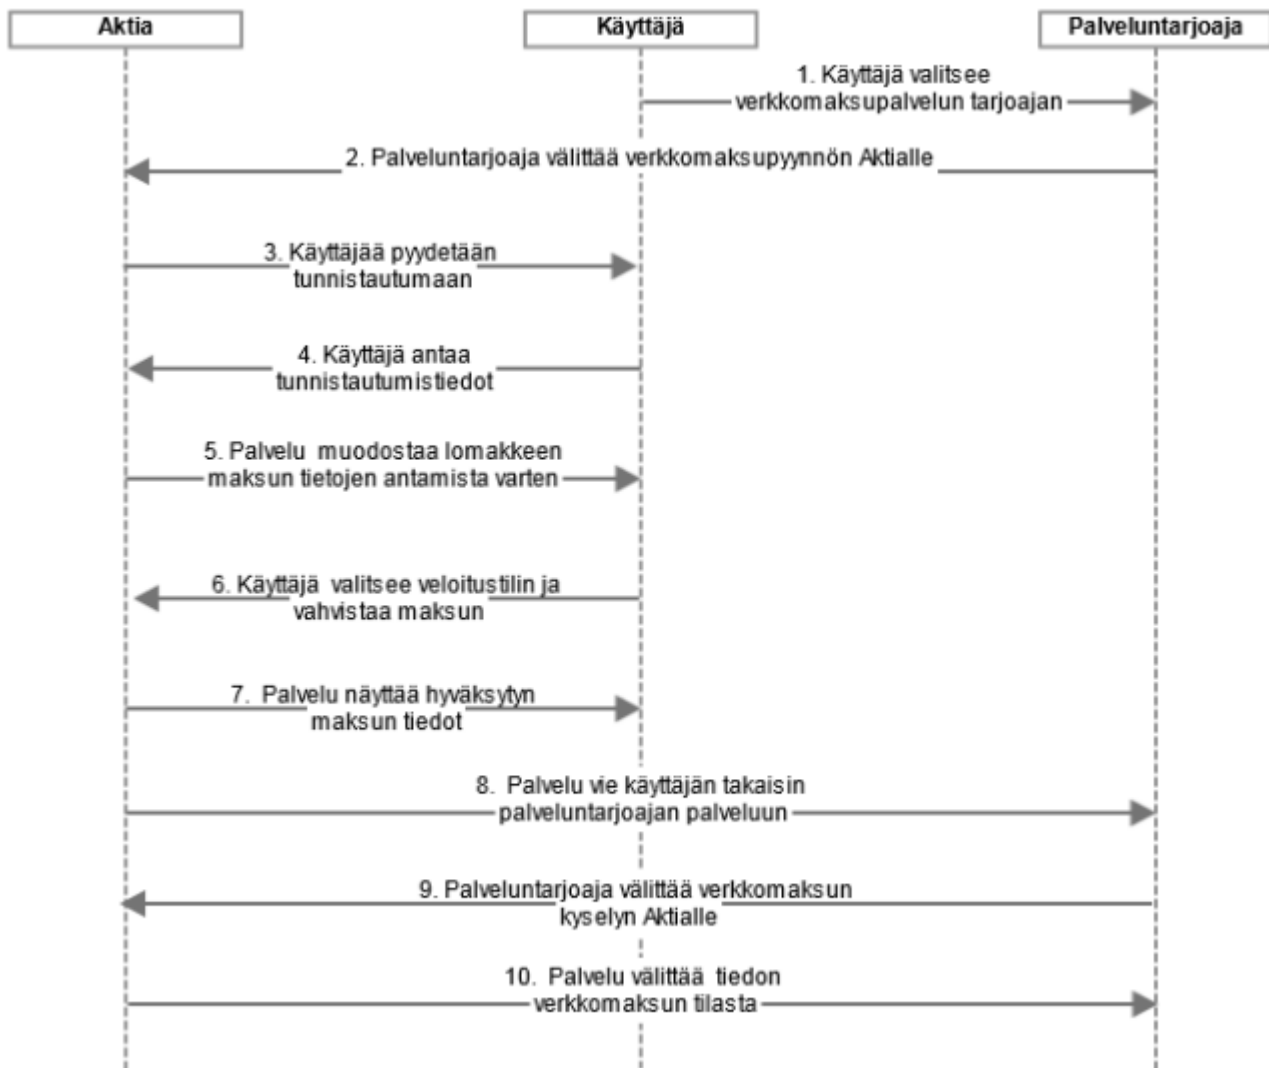 Aktia
Käyttäjä
Palveluntarjoaja
1. Käyttäjä valitsee
verkkomaksupalvelun tarjoajan
2. Palveluntarjoaja välittää verkkomaksupyynnön Aktialle
3. Käyttäjää pyydetään
tunnistautumaan
4. Käyttäjä antaa
tunnistautumistiedot
5. Palvelu muodostaa lomakkeen
maksun tietojen antamista varten
6. Käyttäjä valitsee veloitustilin ja
vahvistaa maksun
7. Palvelu näyttää hyväksytyn
maksun tiedot
8. Palvelu vie käyttäjän takaisin
palveluntarjoajan palveluun
9. Palveluntarjoaja välittää verkkomaksun
kyselyn Aktialle
10. Palvelu välittää tiedon
verkkomaksun tilasta